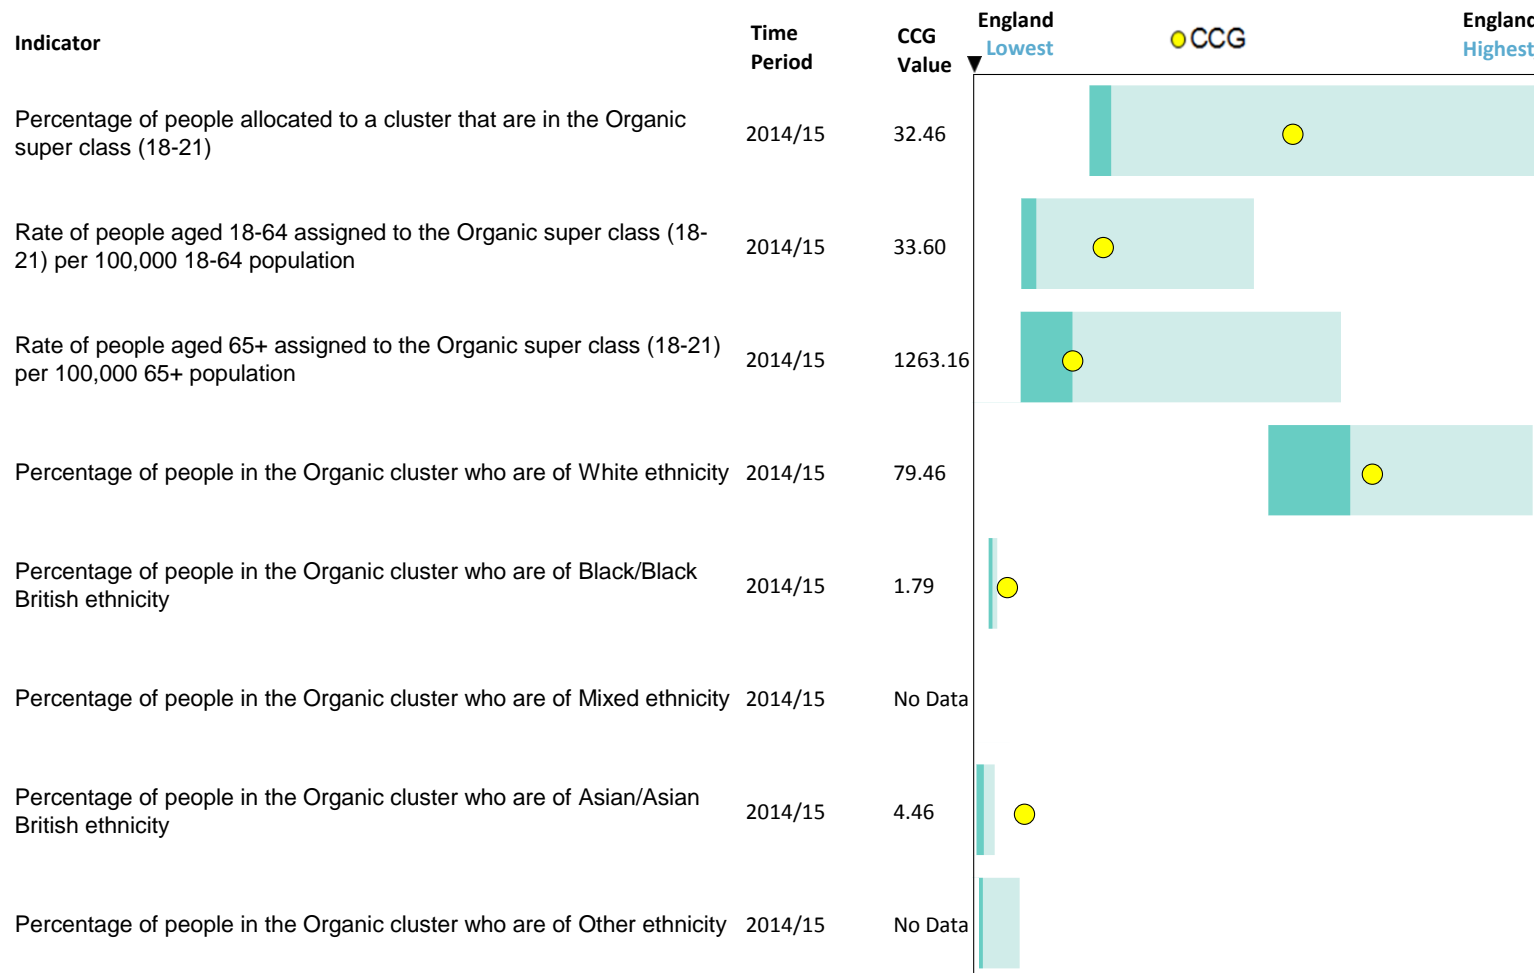 Indicator
Time Period
CCG Value
England Lowest
CCG
England Highest
Percentage of people allocated to a cluster that are in the Organic
super class (18-21)
2014/15
32.46
Rate of people aged 18-64 assigned to the Organic super class (18-
21) per 100,000 18-64 population
2014/15
33.60
Rate of people aged 65+ assigned to the Organic super class (18-21)
per 100,000 65+ population
2014/15
1263.16
Percentage of people in the Organic cluster who are of White ethnicity
2014/15
79.46
Percentage of people in the Organic cluster who are of Black/Black
British ethnicity
2014/15
1.79
Percentage of people in the Organic cluster who are of Mixed ethnicity
2014/15
No Data
Percentage of people in the Organic cluster who are of Asian/Asian
British ethnicity
2014/15
4.46
Percentage of people in the Organic cluster who are of Other ethnicity
2014/15
No Data